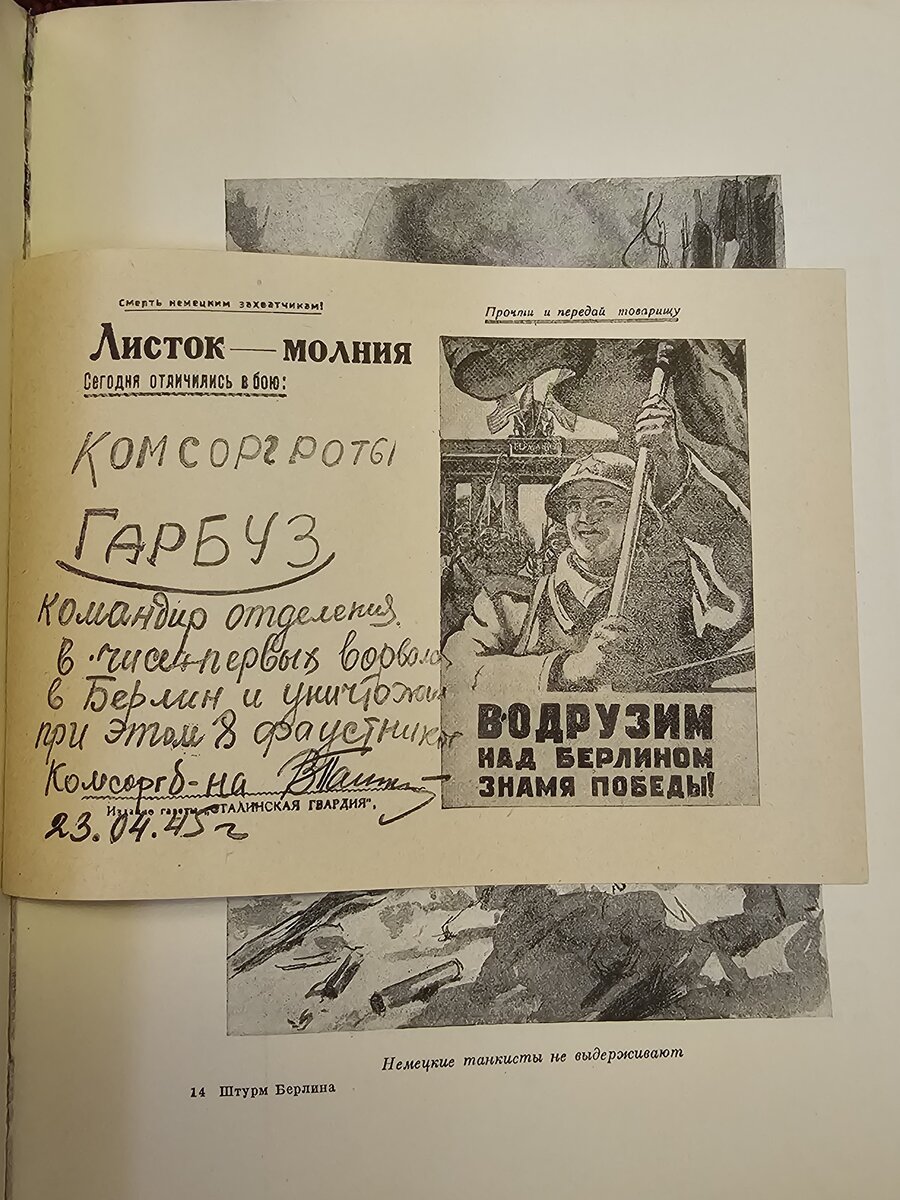 Смерть немецким захватчикам!
Листок — молния
Сегодня отличились в бою:
Комсорг роты
Гарбуз
командир отделения
в числе первых ворвался
в Берлин и уничтожил
при этом 8 фаустников
Комсорг б-на
Издание газеты „СТАЛИНСКАЯ ГВАРДИЯ“,
23.04.45 г
Прочти и передай товарищу
ВОДРУЗИМ
НАД БЕРЛИНОМ
ЗНАМЯ ПОБЕДЫ!
Немецкие танкисты не выдерживают
14 Штурм Берлина